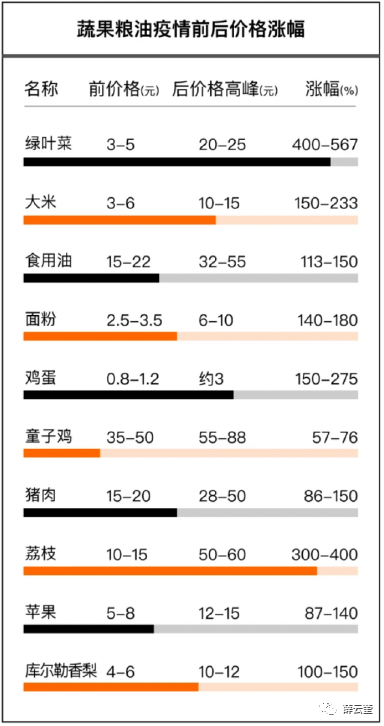 蔬果粮油疫情前后价格涨幅
名称 前价格(元) 后价格高峰(元) 涨幅(%)
绿叶菜 3–5 20–25 400–567
大米 3–6 10–15 150–233
食用油 15–22 32–55 113–150
面粉 2.5–3.5 6–10 140–180
鸡蛋 0.8–1.2 约3 150–275
童子鸡 35–50 55–88 57–76
猪肉 15–20 28–50 86–150
荔枝 10–15 50–60 300–400
苹果 5–8 12–15 87–140
库尔勒香梨 4–6 10–12 100–150
薛云奎